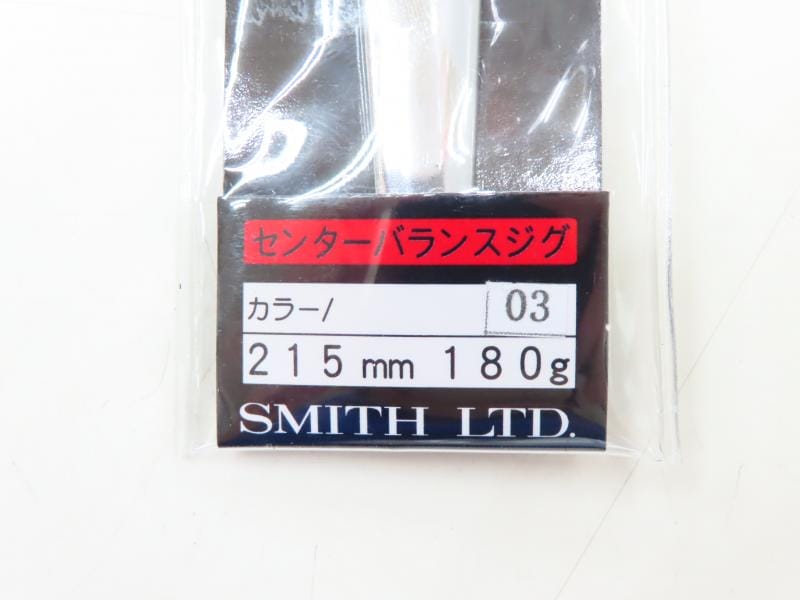 センターバランスジグ
カラー/ 03
215mm 180g
SMITH LTD.